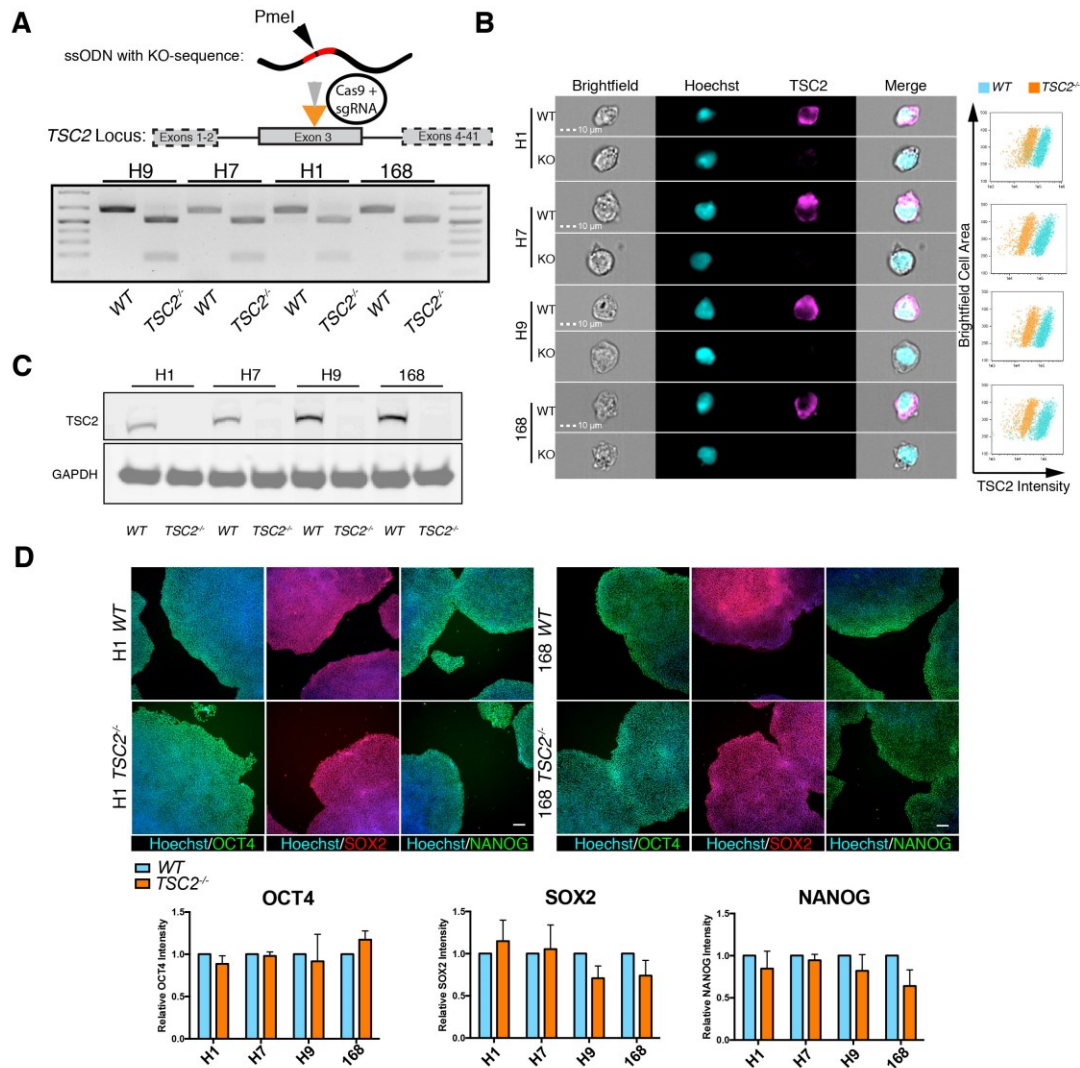 A
PmeI
ssODN with KO-sequence:
Cas9 +
sgRNA
TSC2 Locus:
Exons 1-2
Exon 3
Exons 4-41
H9 H7 H1 168
WT TSC2-/- WT TSC2-/- WT TSC2-/- WT TSC2-/-
B
Brightfield Hoechst TSC2 Merge
WT TSC2-/-
H1
WT
10 µm
KO
H7
WT
10 µm
KO
H9
WT
10 µm
KO
168
WT
10 µm
KO
Brightfield Cell Area
TSC2 Intensity
C
H1 H7 H9 168
TSC2
GAPDH
WT TSC2-/- WT TSC2-/- WT TSC2-/- WT TSC2-/-
D
H1 WT
168 WT
H1 TSC2-/-
168 TSC2-/-
Hoechst/OCT4 Hoechst/SOX2 Hoechst/NANOG
Hoechst/OCT4 Hoechst/SOX2 Hoechst/NANOG
WT
TSC2-/-
OCT4
Relative OCT4 Intensity
1.5
1.0
0.5
0.0
H1 H7 H9 168
SOX2
Relative SOX2 Intensity
1.5
1.0
0.5
0.0
H1 H7 H9 168
NANOG
Relative NANOG Intensity
1.5
1.0
0.5
0.0
H1 H7 H9 168